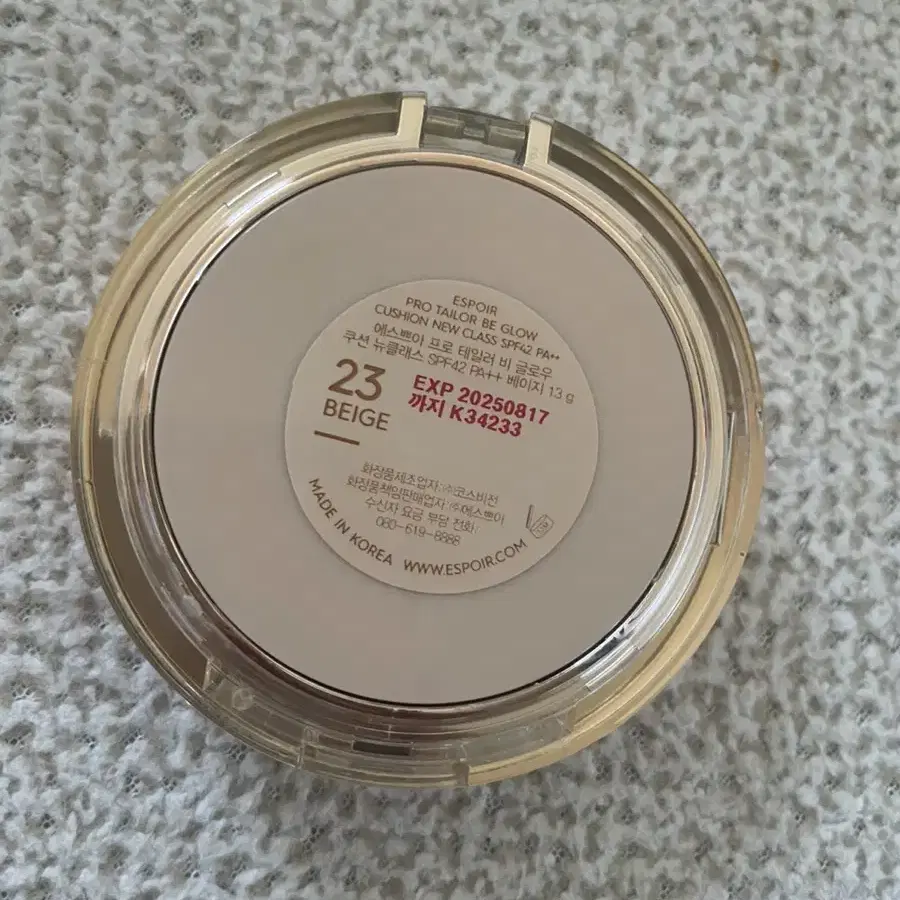 ESPOIR
PRO TAILOR BE GLOW
CUSHION NEW CLASS SPF42 PA++
에스쁘아 프로 테일러 비 글로우
쿠션 뉴클래스 SPF42 PA++ 베이지 13 g
23
BEIGE
EXP 20250817
까지 K34233
화장품제조업자:㈜코스비전
화장품책임판매업자:㈜에스쁘아
수신자 요금 부담 전화/
080-619-8888
MADE IN KOREA WWW.ESPOIR.COM